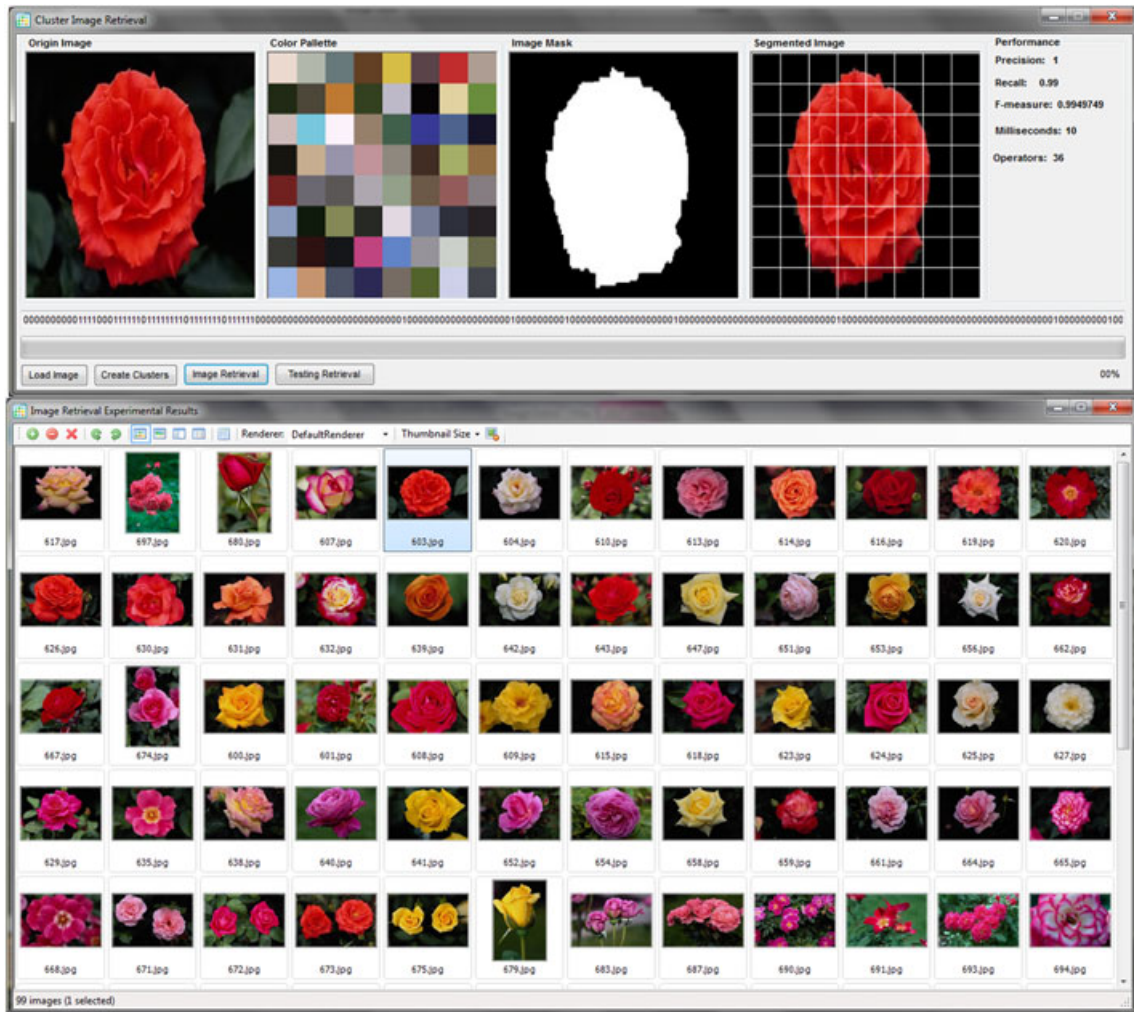 Cluster Image Retrieval
Origin Image Color Pallette Image Mask Segmented Image Performance
Precision: 1
Recall: 0.99
F-measure: 0.9949749
Milliseconds: 10
Operators: 36
Load Image Create Clusters Image Retrieval Testing Retrieval 00%
Image Retrieval Experimental Results
Renderer: DefaultRenderer Thumbnail Size
617.jpg 697.jpg 680.jpg 607.jpg 603.jpg 604.jpg 610.jpg 613.jpg 614.jpg 616.jpg 619.jpg 620.jpg
626.jpg 630.jpg 631.jpg 632.jpg 639.jpg 642.jpg 643.jpg 647.jpg 651.jpg 653.jpg 656.jpg 662.jpg
667.jpg 674.jpg 600.jpg 601.jpg 608.jpg 609.jpg 615.jpg 618.jpg 623.jpg 624.jpg 625.jpg 627.jpg
629.jpg 635.jpg 638.jpg 640.jpg 641.jpg 652.jpg 654.jpg 658.jpg 659.jpg 661.jpg 664.jpg 665.jpg
668.jpg 671.jpg 672.jpg 673.jpg 675.jpg 679.jpg 683.jpg 687.jpg 690.jpg 691.jpg 693.jpg 694.jpg
99 images (1 selected)